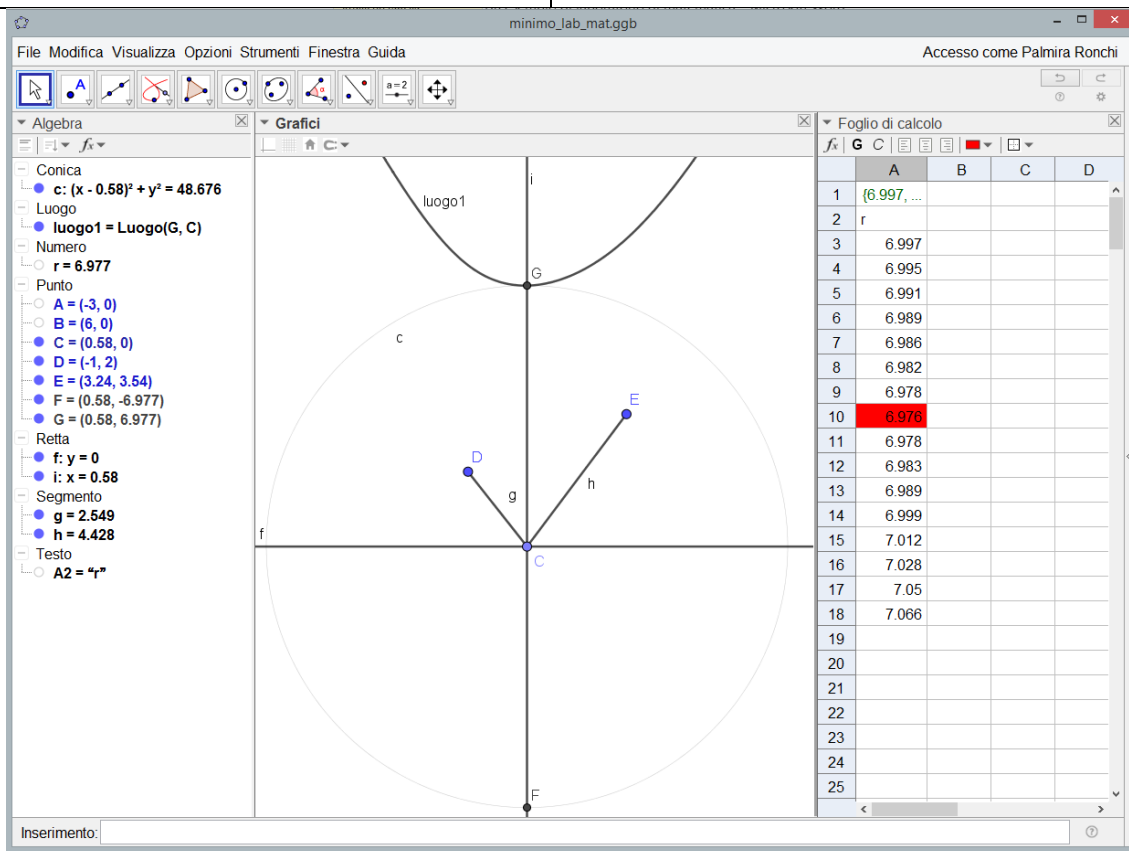 minimo_lab_mat.ggb
File Modifica Visualizza Opzioni Strumenti Finestra Guida
Accesso come Palmira Ronchi
A
a=2
Algebra
Grafici
Foglio di calcolo
fx
fx G C
Conica
c: (x - 0.58)² + y² = 48.676
Luogo
luogo1 = Luogo(G, C)
Numero
r = 6.977
Punto
A = (-3, 0)
B = (6, 0)
C = (0.58, 0)
D = (-1, 2)
E = (3.24, 3.54)
F = (0.58, -6.977)
G = (0.58, 6.977)
Retta
f: y = 0
i: x = 0.58
Segmento
g = 2.549
h = 4.428
Testo
A2 = “r”
i
luogo1
G
c
E
D
g
h
f
C
F
A B C D
1 {6.997, ...
2 r
3 6.997
4 6.995
5 6.991
6 6.989
7 6.986
8 6.982
9 6.978
10 6.976
11 6.978
12 6.983
13 6.989
14 6.999
15 7.012
16 7.028
17 7.05
18 7.066
19
20
21
22
23
24
25
Inserimento: